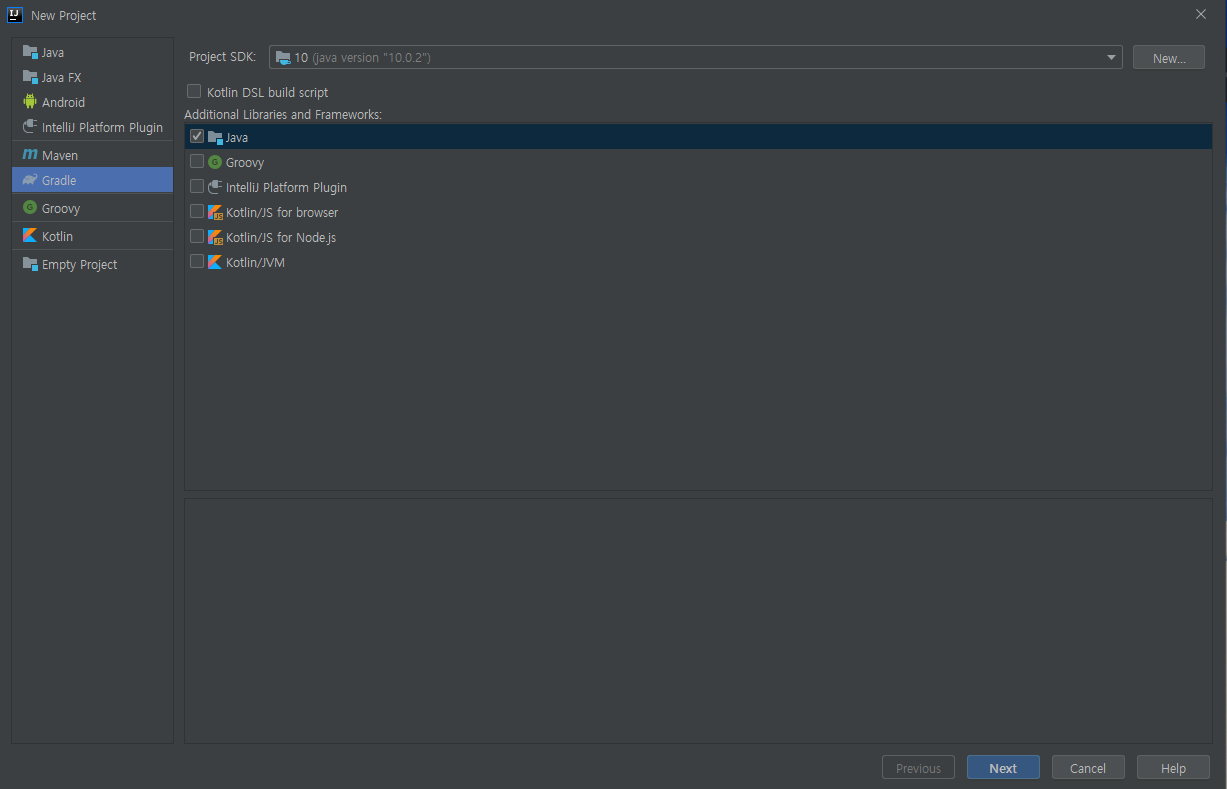 New Project
Java
Java FX
Android
IntelliJ Platform Plugin
Maven
Gradle
Groovy
Kotlin
Empty Project
Project SDK: 10 (java version "10.0.2") New...
Kotlin DSL build script
Additional Libraries and Frameworks:
Java
Groovy
IntelliJ Platform Plugin
Kotlin/JS for browser
Kotlin/JS for Node.js
Kotlin/JVM
Previous Next Cancel Help